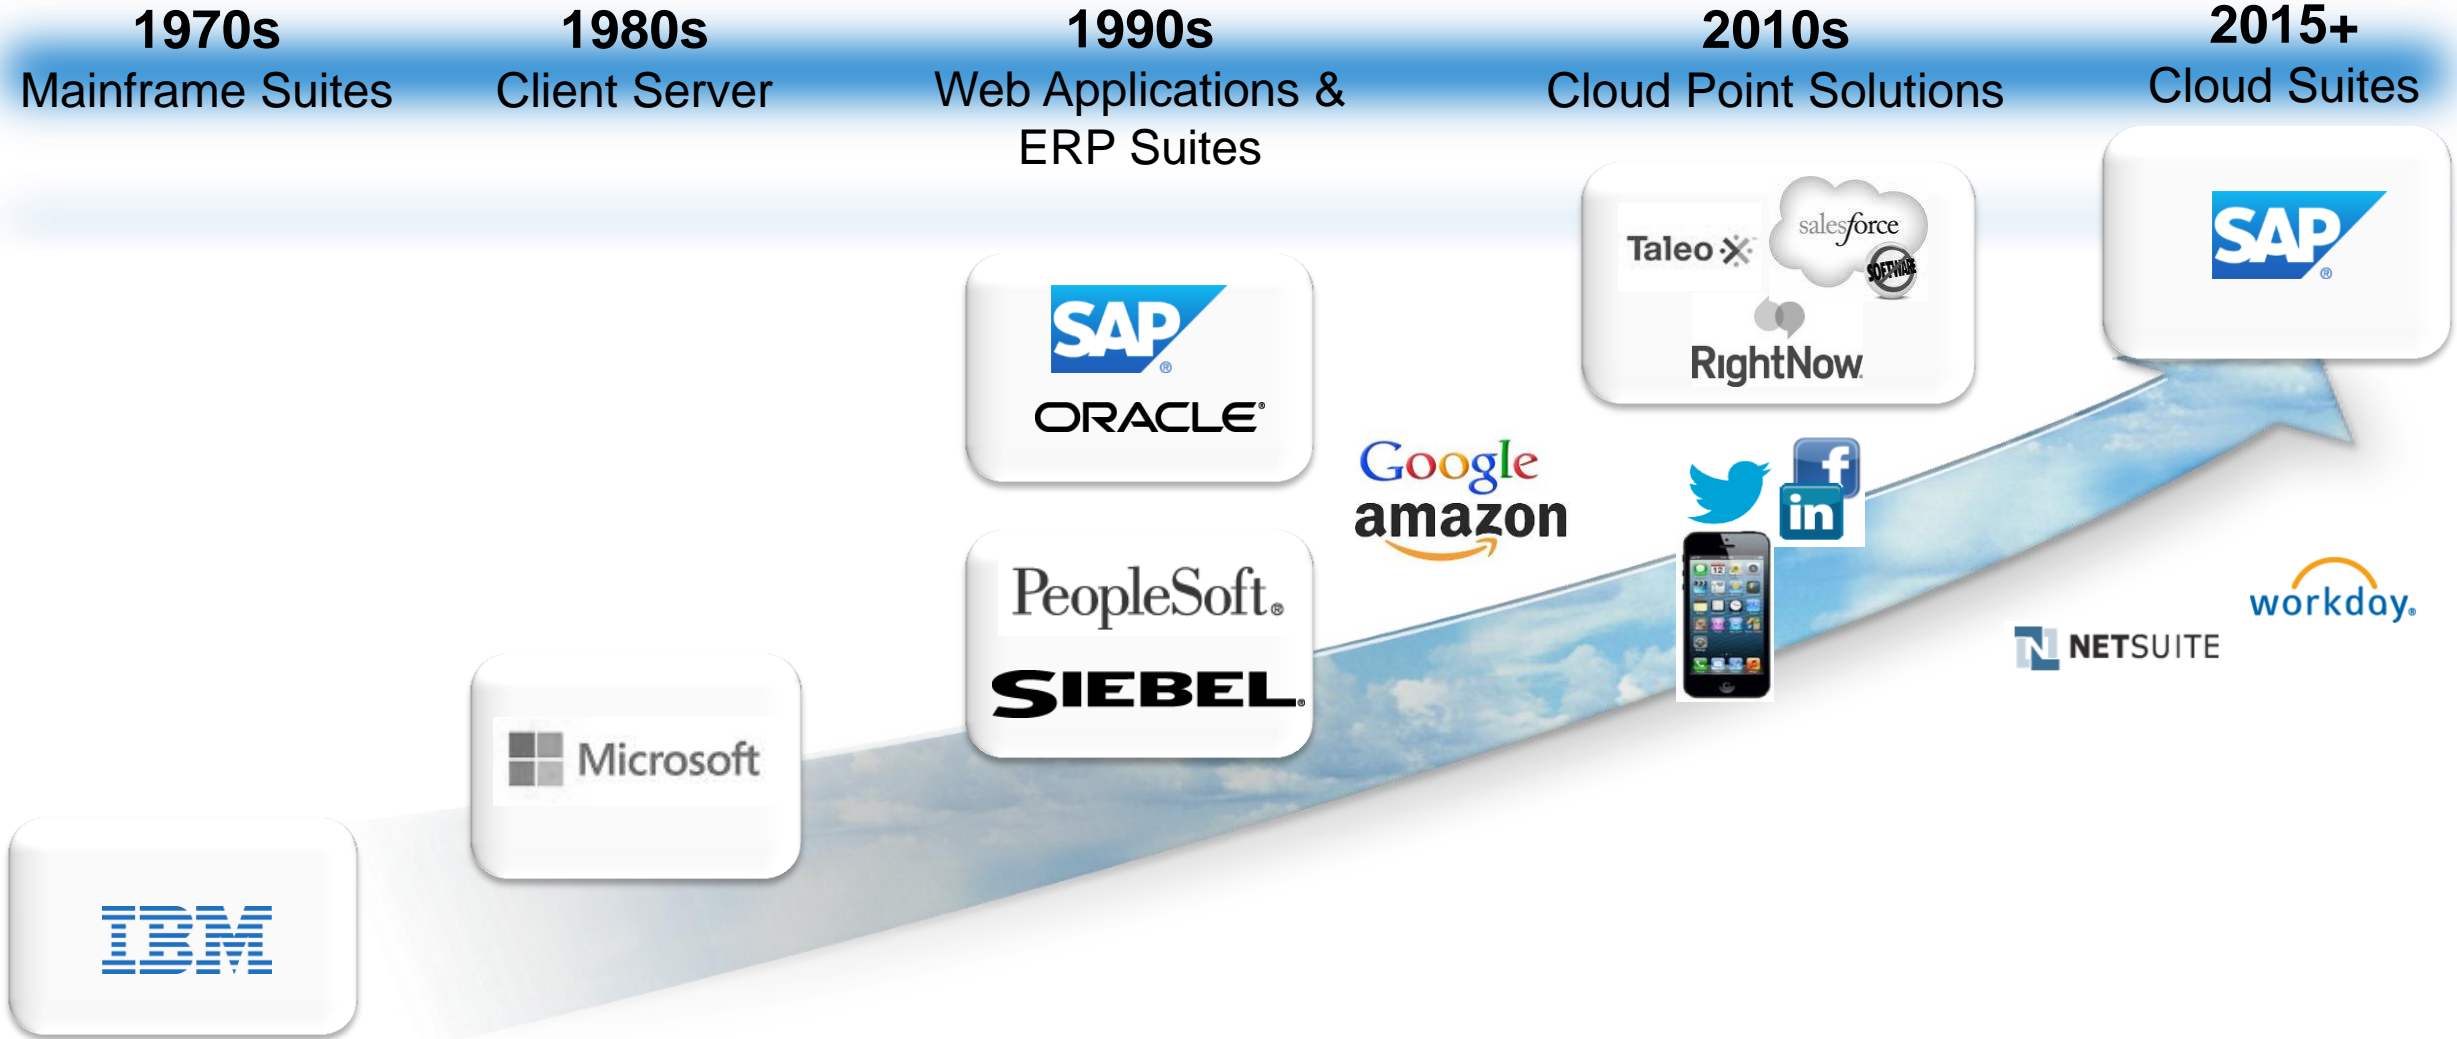 1970s
Mainframe Suites
1980s
Client Server
1990s
Web Applications &
ERP Suites
2010s
Cloud Point Solutions
2015+
Cloud Suites
IBM
Microsoft
SAP®
ORACLE®
PeopleSoft®
SIEBEL®
Google
amazon
Taleo
salesforce
SOFTWARE
RightNow
f
in
SAP®
NETSUITE
workday®